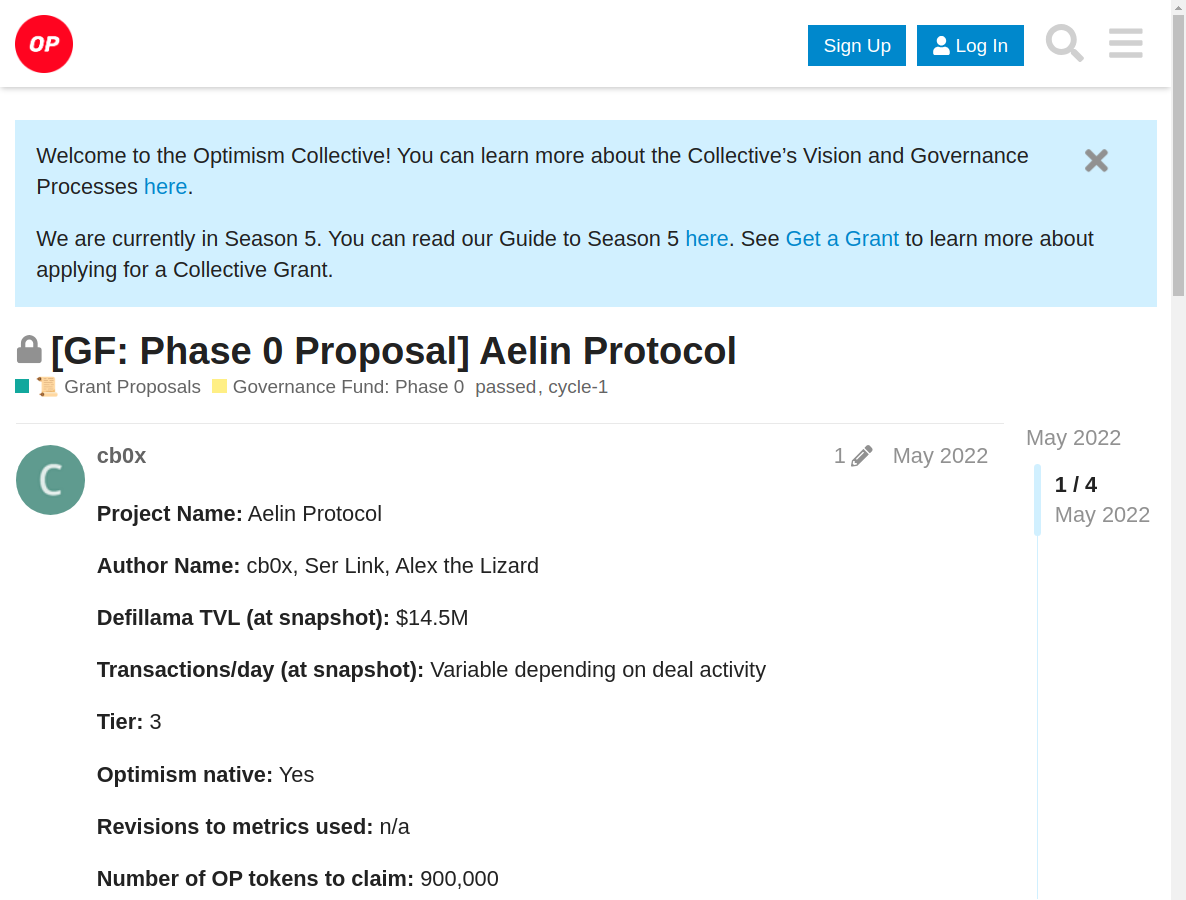 OP
Sign Up
Log In
Welcome to the Optimism Collective! You can learn more about the Collective’s Vision and Governance
Processes here.
We are currently in Season 5. You can read our Guide to Season 5 here. See Get a Grant to learn more about
applying for a Collective Grant.
[GF: Phase 0 Proposal] Aelin Protocol
Grant Proposals Governance Fund: Phase 0 passed, cycle-1
May 2022
1 / 4
May 2022
C
cb0x 1 May 2022
Project Name: Aelin Protocol
Author Name: cb0x, Ser Link, Alex the Lizard
Defillama TVL (at snapshot): $14.5M
Transactions/day (at snapshot): Variable depending on deal activity
Tier: 3
Optimism native: Yes
Revisions to metrics used: n/a
Number of OP tokens to claim: 900,000